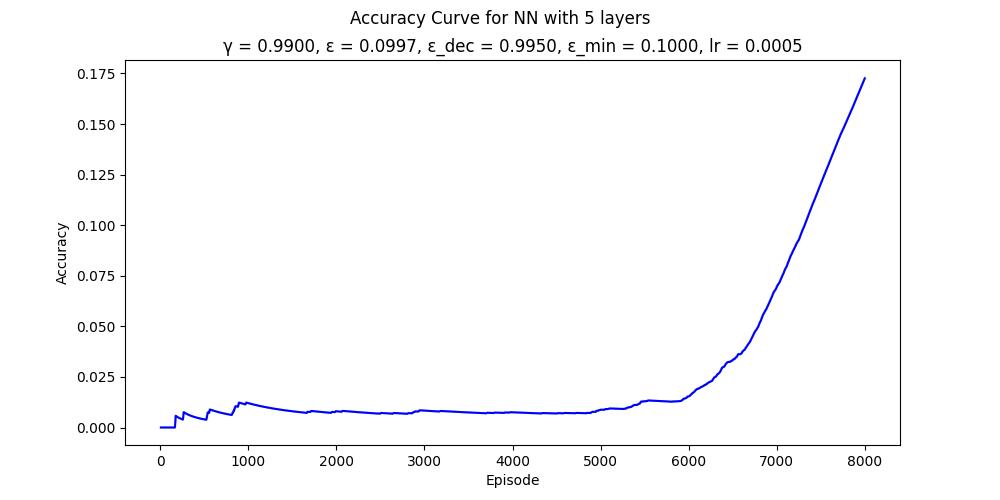 Accuracy Curve for NN with 5 layers
γ = 0.9900, ε = 0.0997, ε_dec = 0.9950, ε_min = 0.1000, lr = 0.0005
0.175
0.150
0.125
0.100
0.075
0.050
0.025
0.000
Accuracy
0 1000 2000 3000 4000 5000 6000 7000 8000
Episode